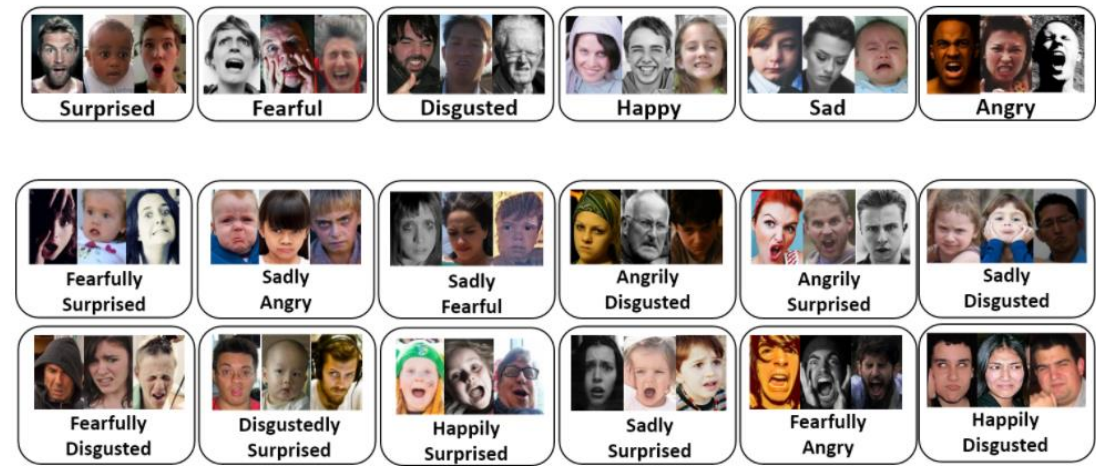 Surprised
Fearful
Disgusted
Happy
Sad
Angry
Fearfully
Surprised
Sadly
Angry
Sadly
Fearful
Angrily
Disgusted
Angrily
Surprised
Sadly
Disgusted
Fearfully
Disgusted
Disgustedly
Surprised
Happily
Surprised
Sadly
Surprised
Fearfully
Angry
Happily
Disgusted